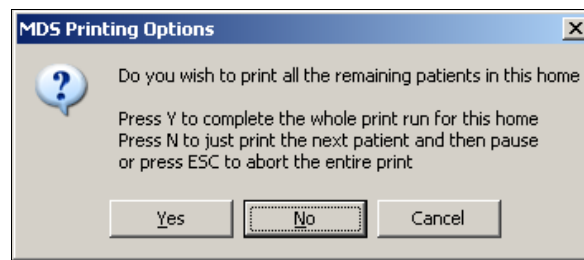 MDS Printing Options
Do you wish to print all the remaining patients in this home
Press Y to complete the whole print run for this home
Press N to just print the next patient and then pause
or press ESC to abort the entire print
Yes No Cancel